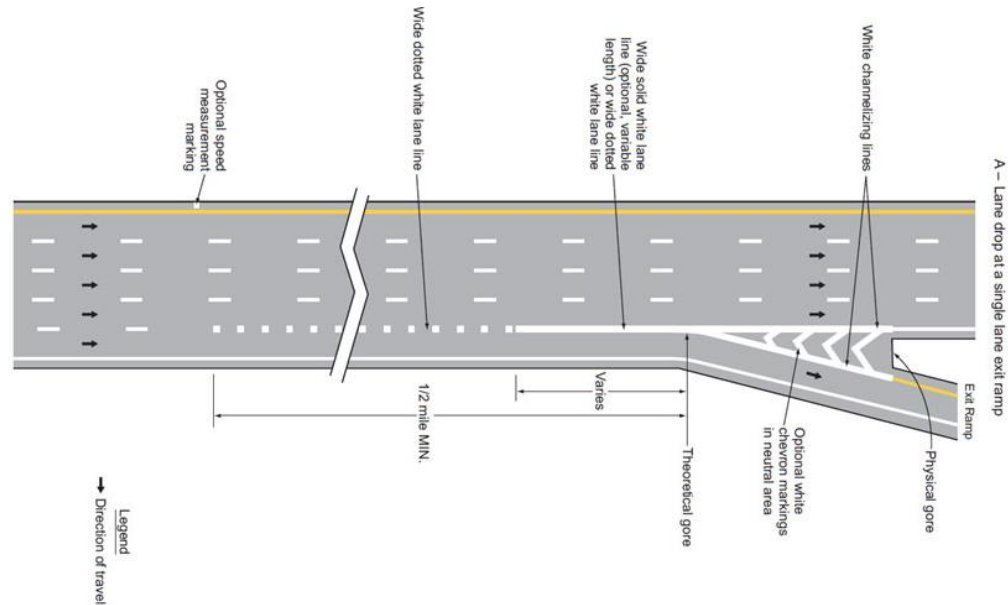 A – Lane drop at a single lane exit ramp
Exit Ramp
Physical gore
White channelizing lines
Optional white
chevron markings
in neutral area
Theoretical gore
Wide solid white lane
line (optional, variable
length) or wide dotted
white lane line
Varies
1/2 mile MIN.
Wide dotted white lane line
Optional speed
measurement
marking
Legend
Direction of travel